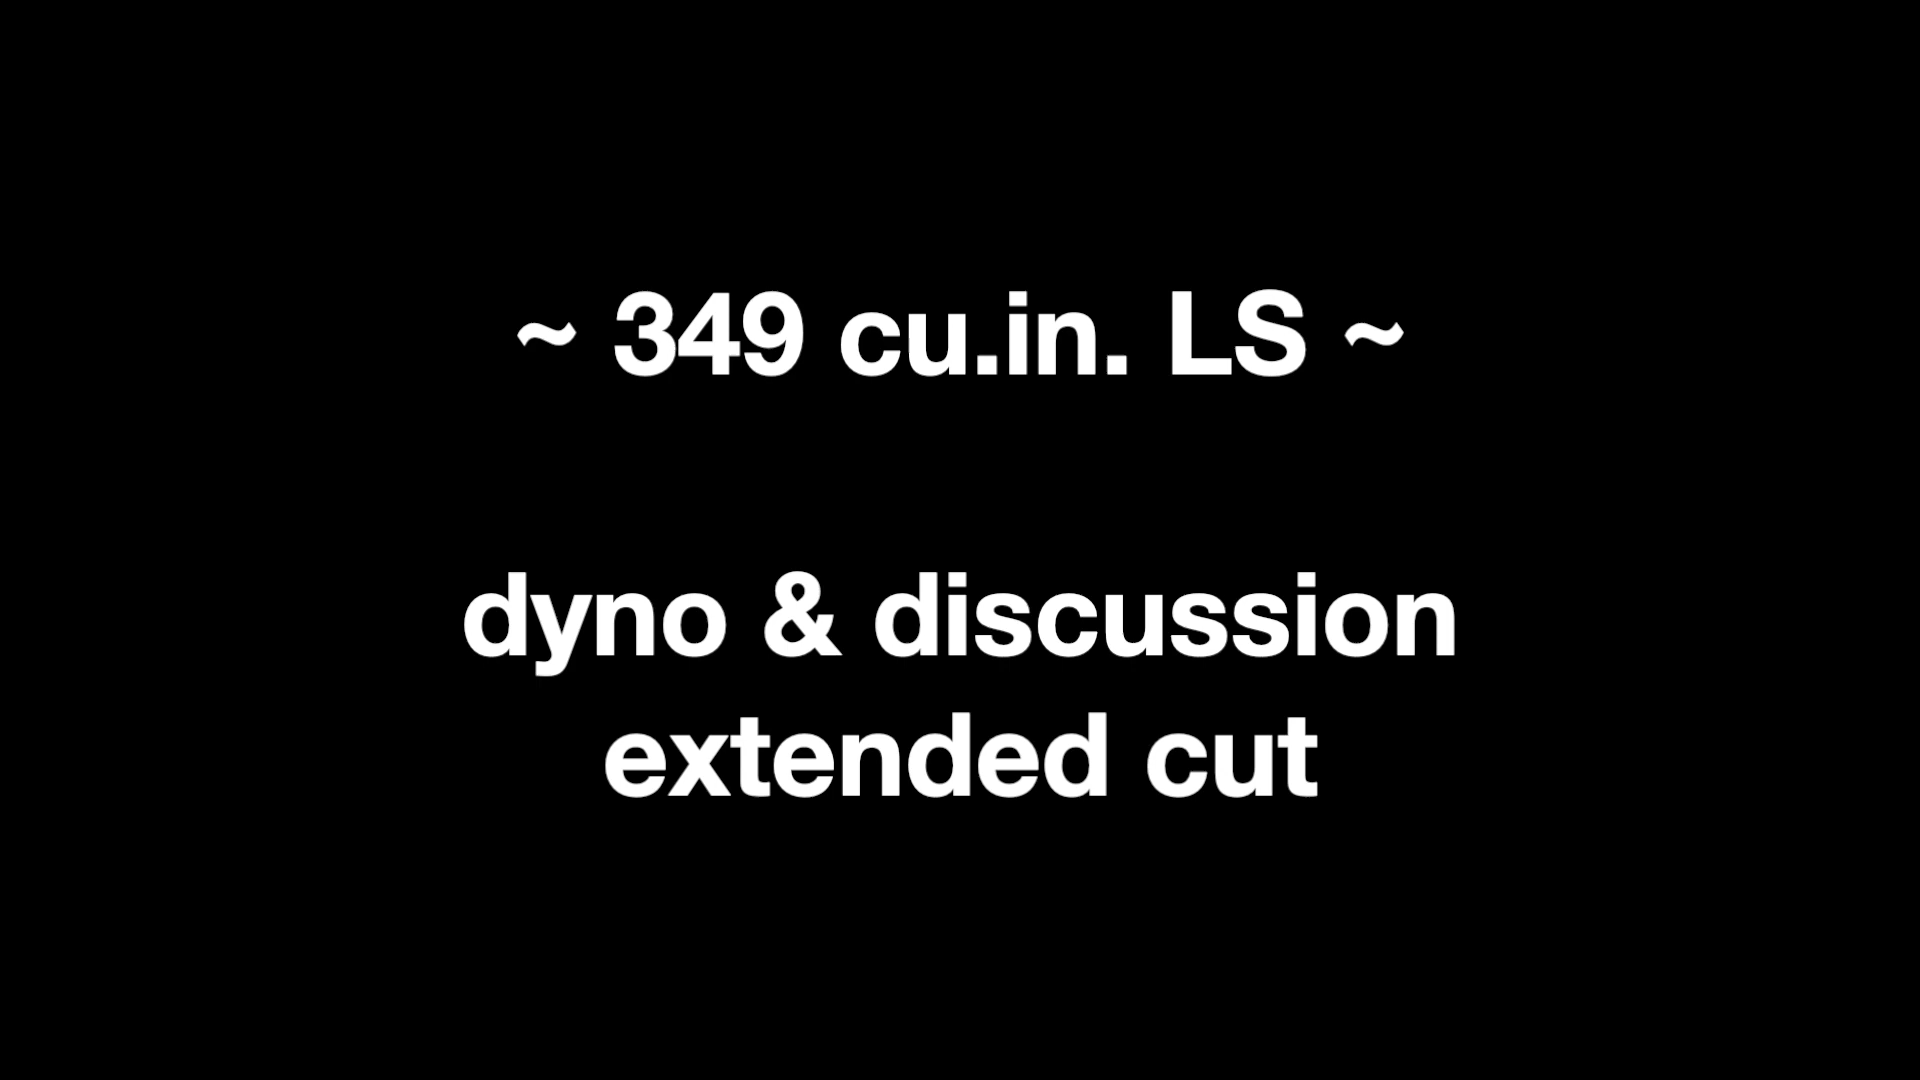 ~ 349 cu.in. LS ~
dyno & discussion
extended cut